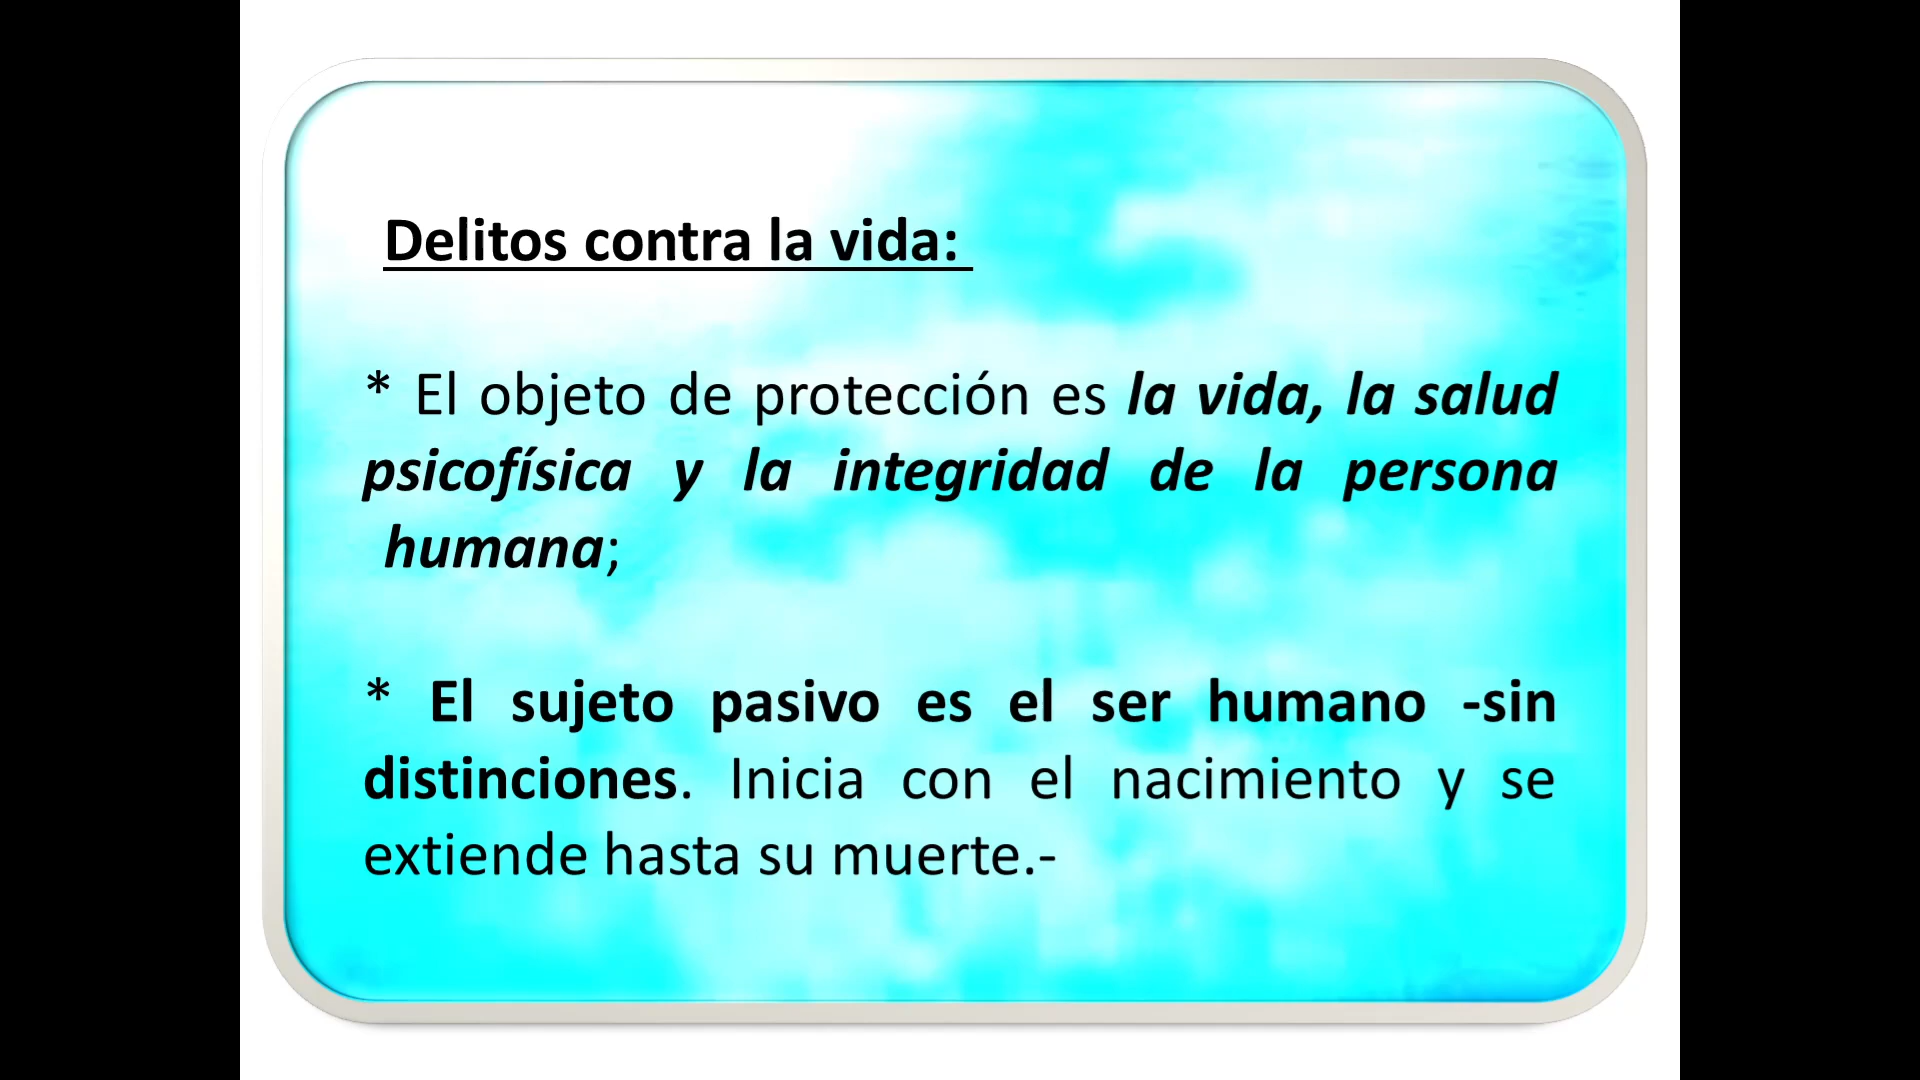 Delitos contra la vida:
* El objeto de protección es la vida, la salud
psicofísica y la integridad de la persona
humana;
* El sujeto pasivo es el ser humano -sin
distinciones. Inicia con el nacimiento y se
extiende hasta su muerte.-